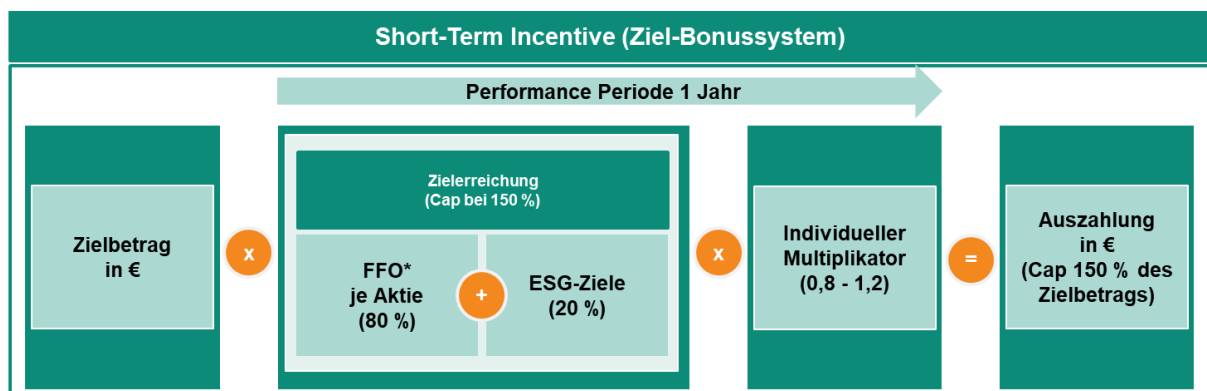 Short-Term Incentive (Ziel-Bonussystem)
Performance Periode 1 Jahr
Zielbetrag
in €
x
Zielerreichung
(Cap bei 150 %)
FFO*
je Aktie
(80 %)
+
ESG-Ziele
(20 %)
x
Individueller
Multiplikator
(0,8 - 1,2)
=
Auszahlung
in €
(Cap 150 % des
Zielbetrags)